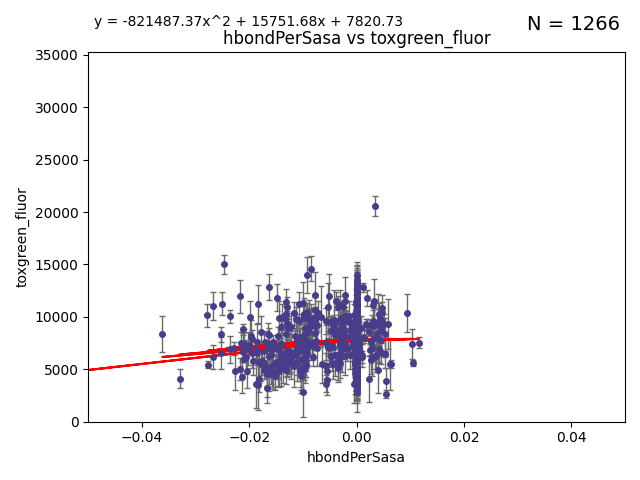 y = -821487.37x^2 + 15751.68x + 7820.73
N = 1266
hbondPerSasa vs toxgreen_fluor
toxgreen_fluor
35000
30000
25000
20000
15000
10000
5000
0
−0.04
−0.02
0.00
0.02
0.04
hbondPerSasa